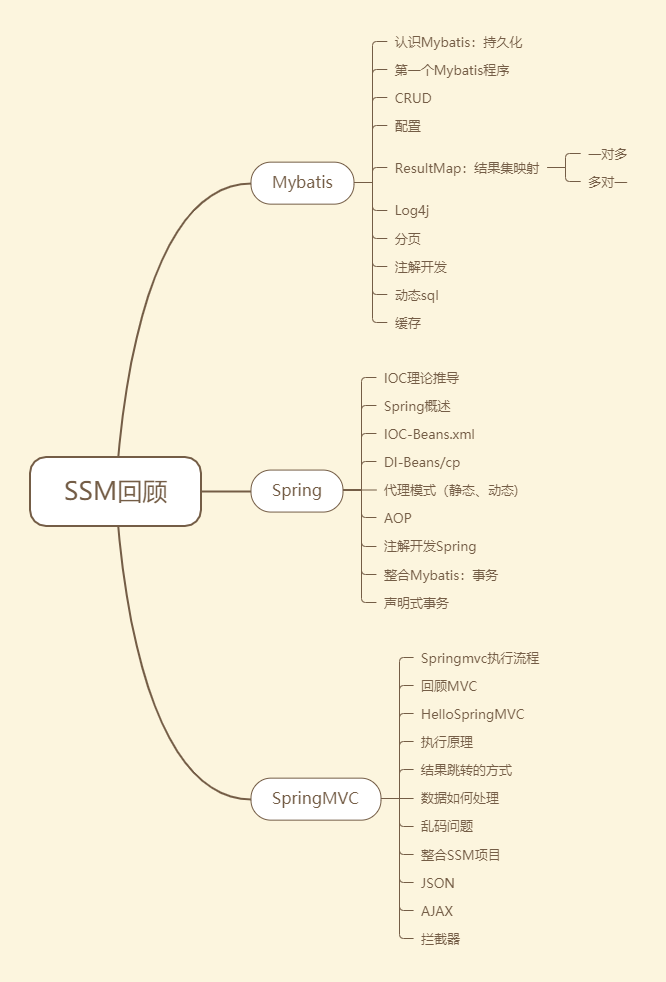 SSM回顾
Mybatis
认识Mybatis：持久化
第一个Mybatis程序
CRUD
配置
ResultMap：结果集映射
一对多
多对一
Log4j
分页
注解开发
动态sql
缓存
Spring
IOC理论推导
Spring概述
IOC-Beans.xml
DI-Beans/cp
代理模式（静态、动态)
AOP
注解开发Spring
整合Mybatis：事务
声明式事务
SpringMVC
Springmvc执行流程
回顾MVC
HelloSpringMVC
执行原理
结果跳转的方式
数据如何处理
乱码问题
整合SSM项目
JSON
AJAX
拦截器